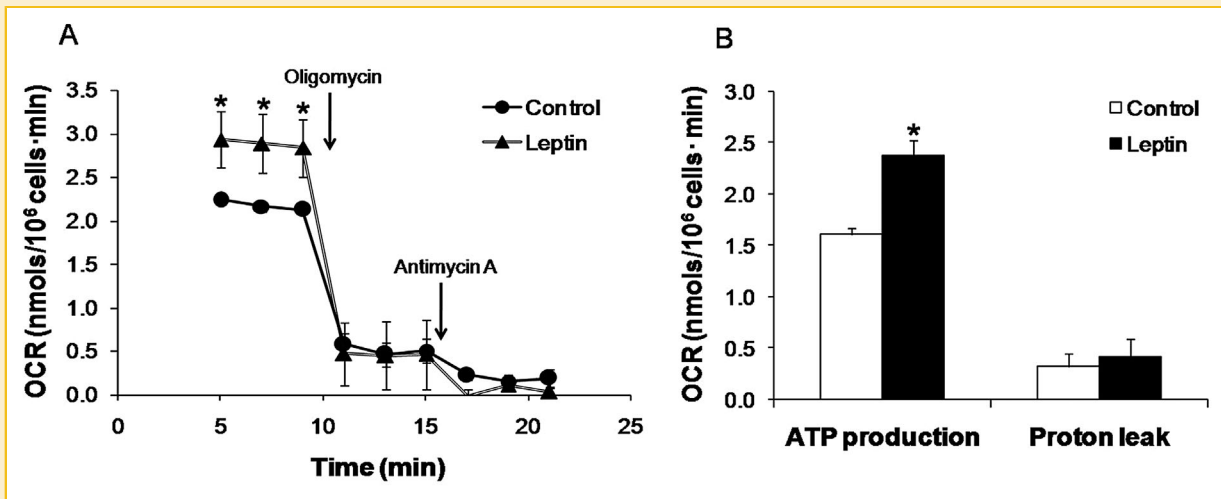 A
Oligomycin
OCR (nmols/10⁶ cells·min)
3.5
3.0
2.5
2.0
1.5
1.0
0.5
0.0
* * *
Control
Leptin
Antimycin A
0 5 10 15 20 25
Time (min)
B
OCR (nmols/10⁶ cells· min)
3.0
2.5
2.0
1.5
1.0
0.5
0.0
*
Control
Leptin
ATP production Proton leak